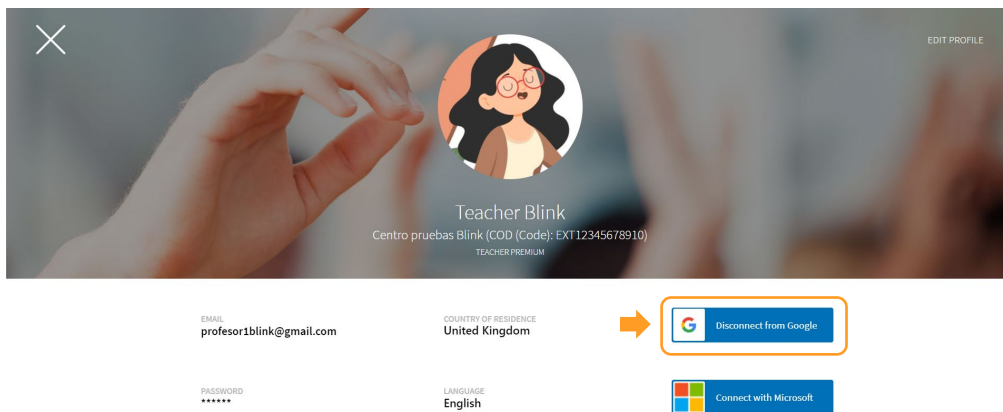 EDIT PROFILE
Teacher Blink
Centro pruebas Blink (COD (Code): EXT12345678910)
TEACHER PREMIUM
EMAIL
profesor1blink@gmail.com
COUNTRY OF RESIDENCE
United Kingdom
Disconnect from Google
PASSWORD
******
LANGUAGE
English
Connect with Microsoft